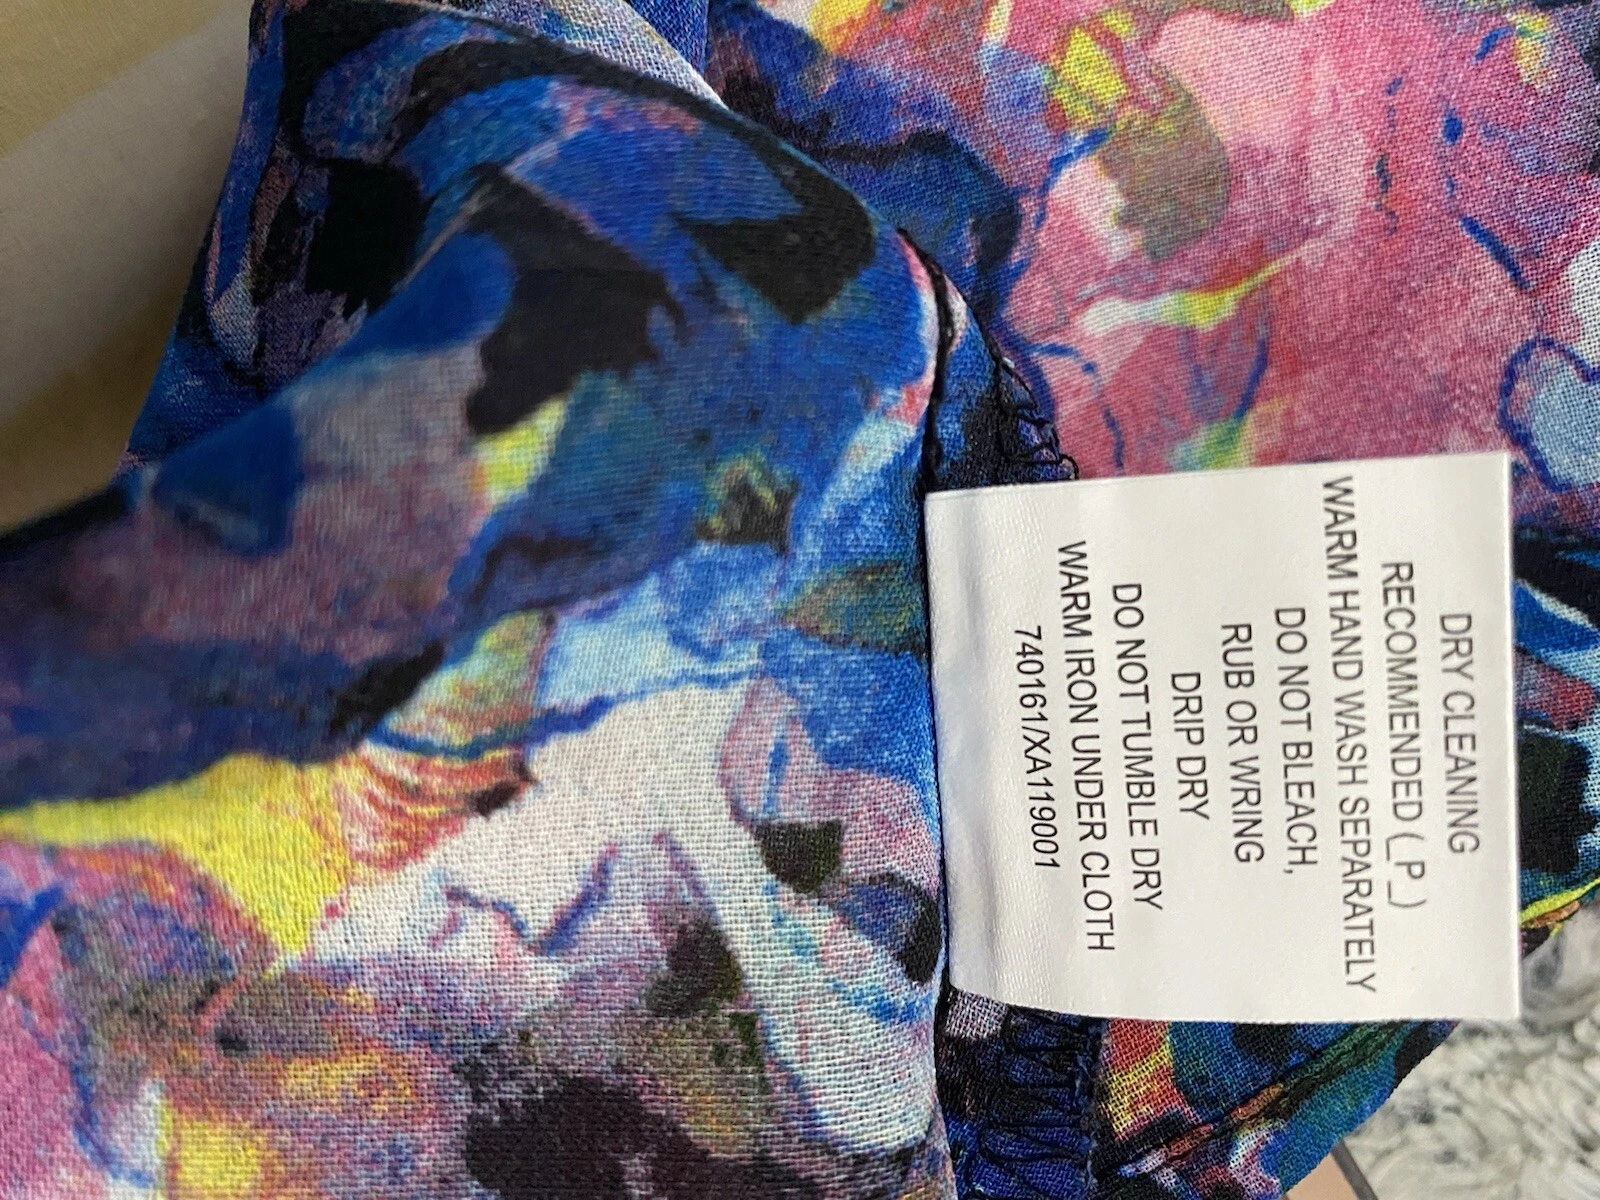 DRY CLEANING
RECOMMENDED (_P_)
WARM HAND WASH SEPARATELY
DO NOT BLEACH,
RUB OR WRING
DRIP DRY
DO NOT TUMBLE DRY
WARM IRON UNDER CLOTH
740161/XA119001